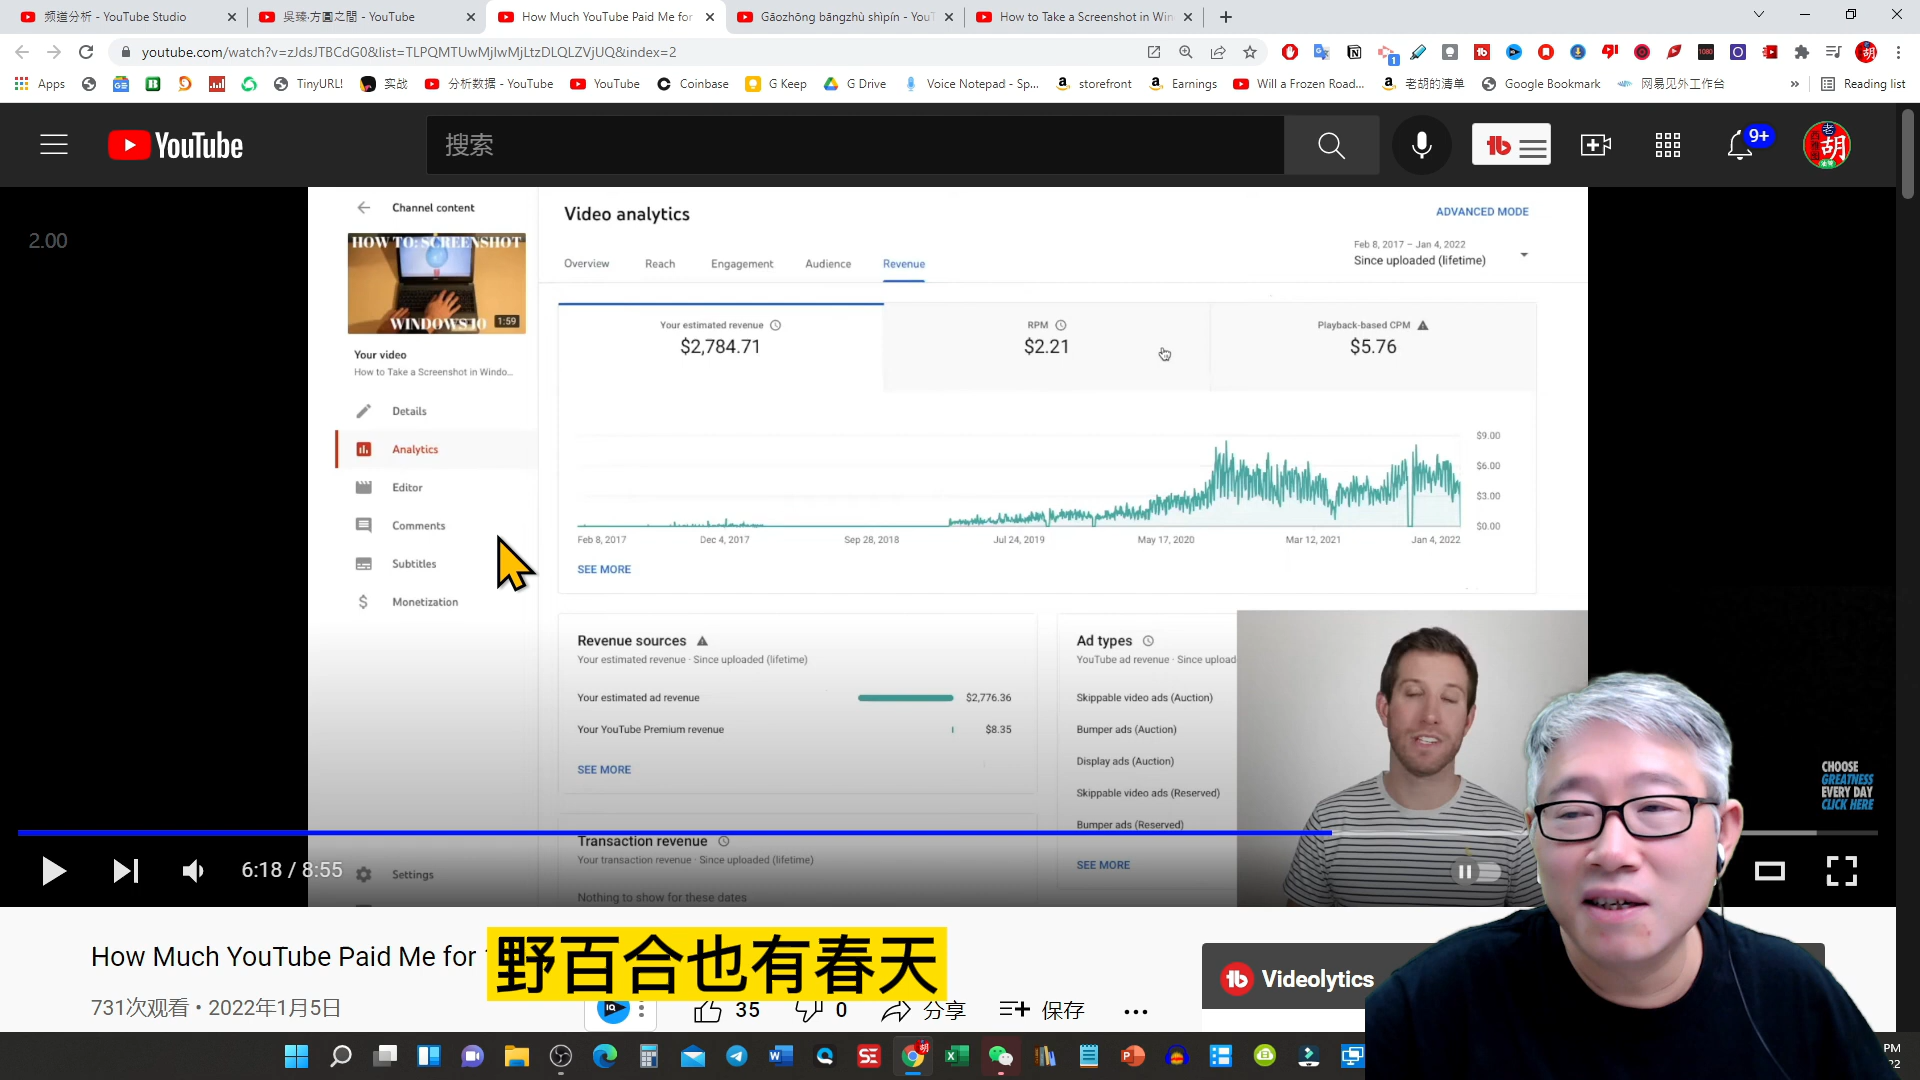 频道分析 - YouTube Studio
吳臻·方圓之間 - YouTube
How Much YouTube Paid Me for
Gāozhōng bāngzhù shìpín - YouT
How to Take a Screenshot in Win
youtube.com/watch?v=zJdsJTBCdG0&list=TLPQMTUwMjIwMjLtzDLQLZVjUQ&index=2
Apps
TinyURL!
实战
分析数据 - YouTube
YouTube
Coinbase
G Keep
G Drive
Voice Notepad - Sp...
storefront
Earnings
Will a Frozen Road...
老胡的清单
Google Bookmark
网易见外工作台
Reading list
YouTube
搜索
9+
2.00
Channel content
HOW TO: SCREENSHOT
WINDOWS 10
1:59
Your video
How to Take a Screenshot in Windo...
Details
Analytics
Editor
Comments
Subtitles
Monetization
Settings
Video analytics
ADVANCED MODE
Feb 8, 2017 – Jan 4, 2022
Since uploaded (lifetime)
Overview
Reach
Engagement
Audience
Revenue
Your estimated revenue
$2,784.71
RPM
$2.21
Playback-based CPM
$5.76
$9.00
$6.00
$3.00
$0.00
Feb 8, 2017
Dec 4, 2017
Sep 28, 2018
Jul 24, 2019
May 17, 2020
Mar 12, 2021
Jan 4, 2022
SEE MORE
Revenue sources
Your estimated revenue · Since uploaded (lifetime)
Your estimated ad revenue
$2,776.36
Your YouTube Premium revenue
$8.35
SEE MORE
Transaction revenue
Your transaction revenue · Since uploaded (lifetime)
Nothing to show for these dates
Ad types
YouTube ad revenue · Since upload
Skippable video ads (Auction)
Bumper ads (Auction)
Display ads (Auction)
Skippable video ads (Reserved)
Bumper ads (Reserved)
SEE MORE
CHOOSE
GREATNESS
EVERY DAY
CLICK HERE
6:18 / 8:55
How Much YouTube Paid Me for
野百合也有春天
731次观看 • 2022年1月5日
35
0
分享
保存
Videolytics
PM